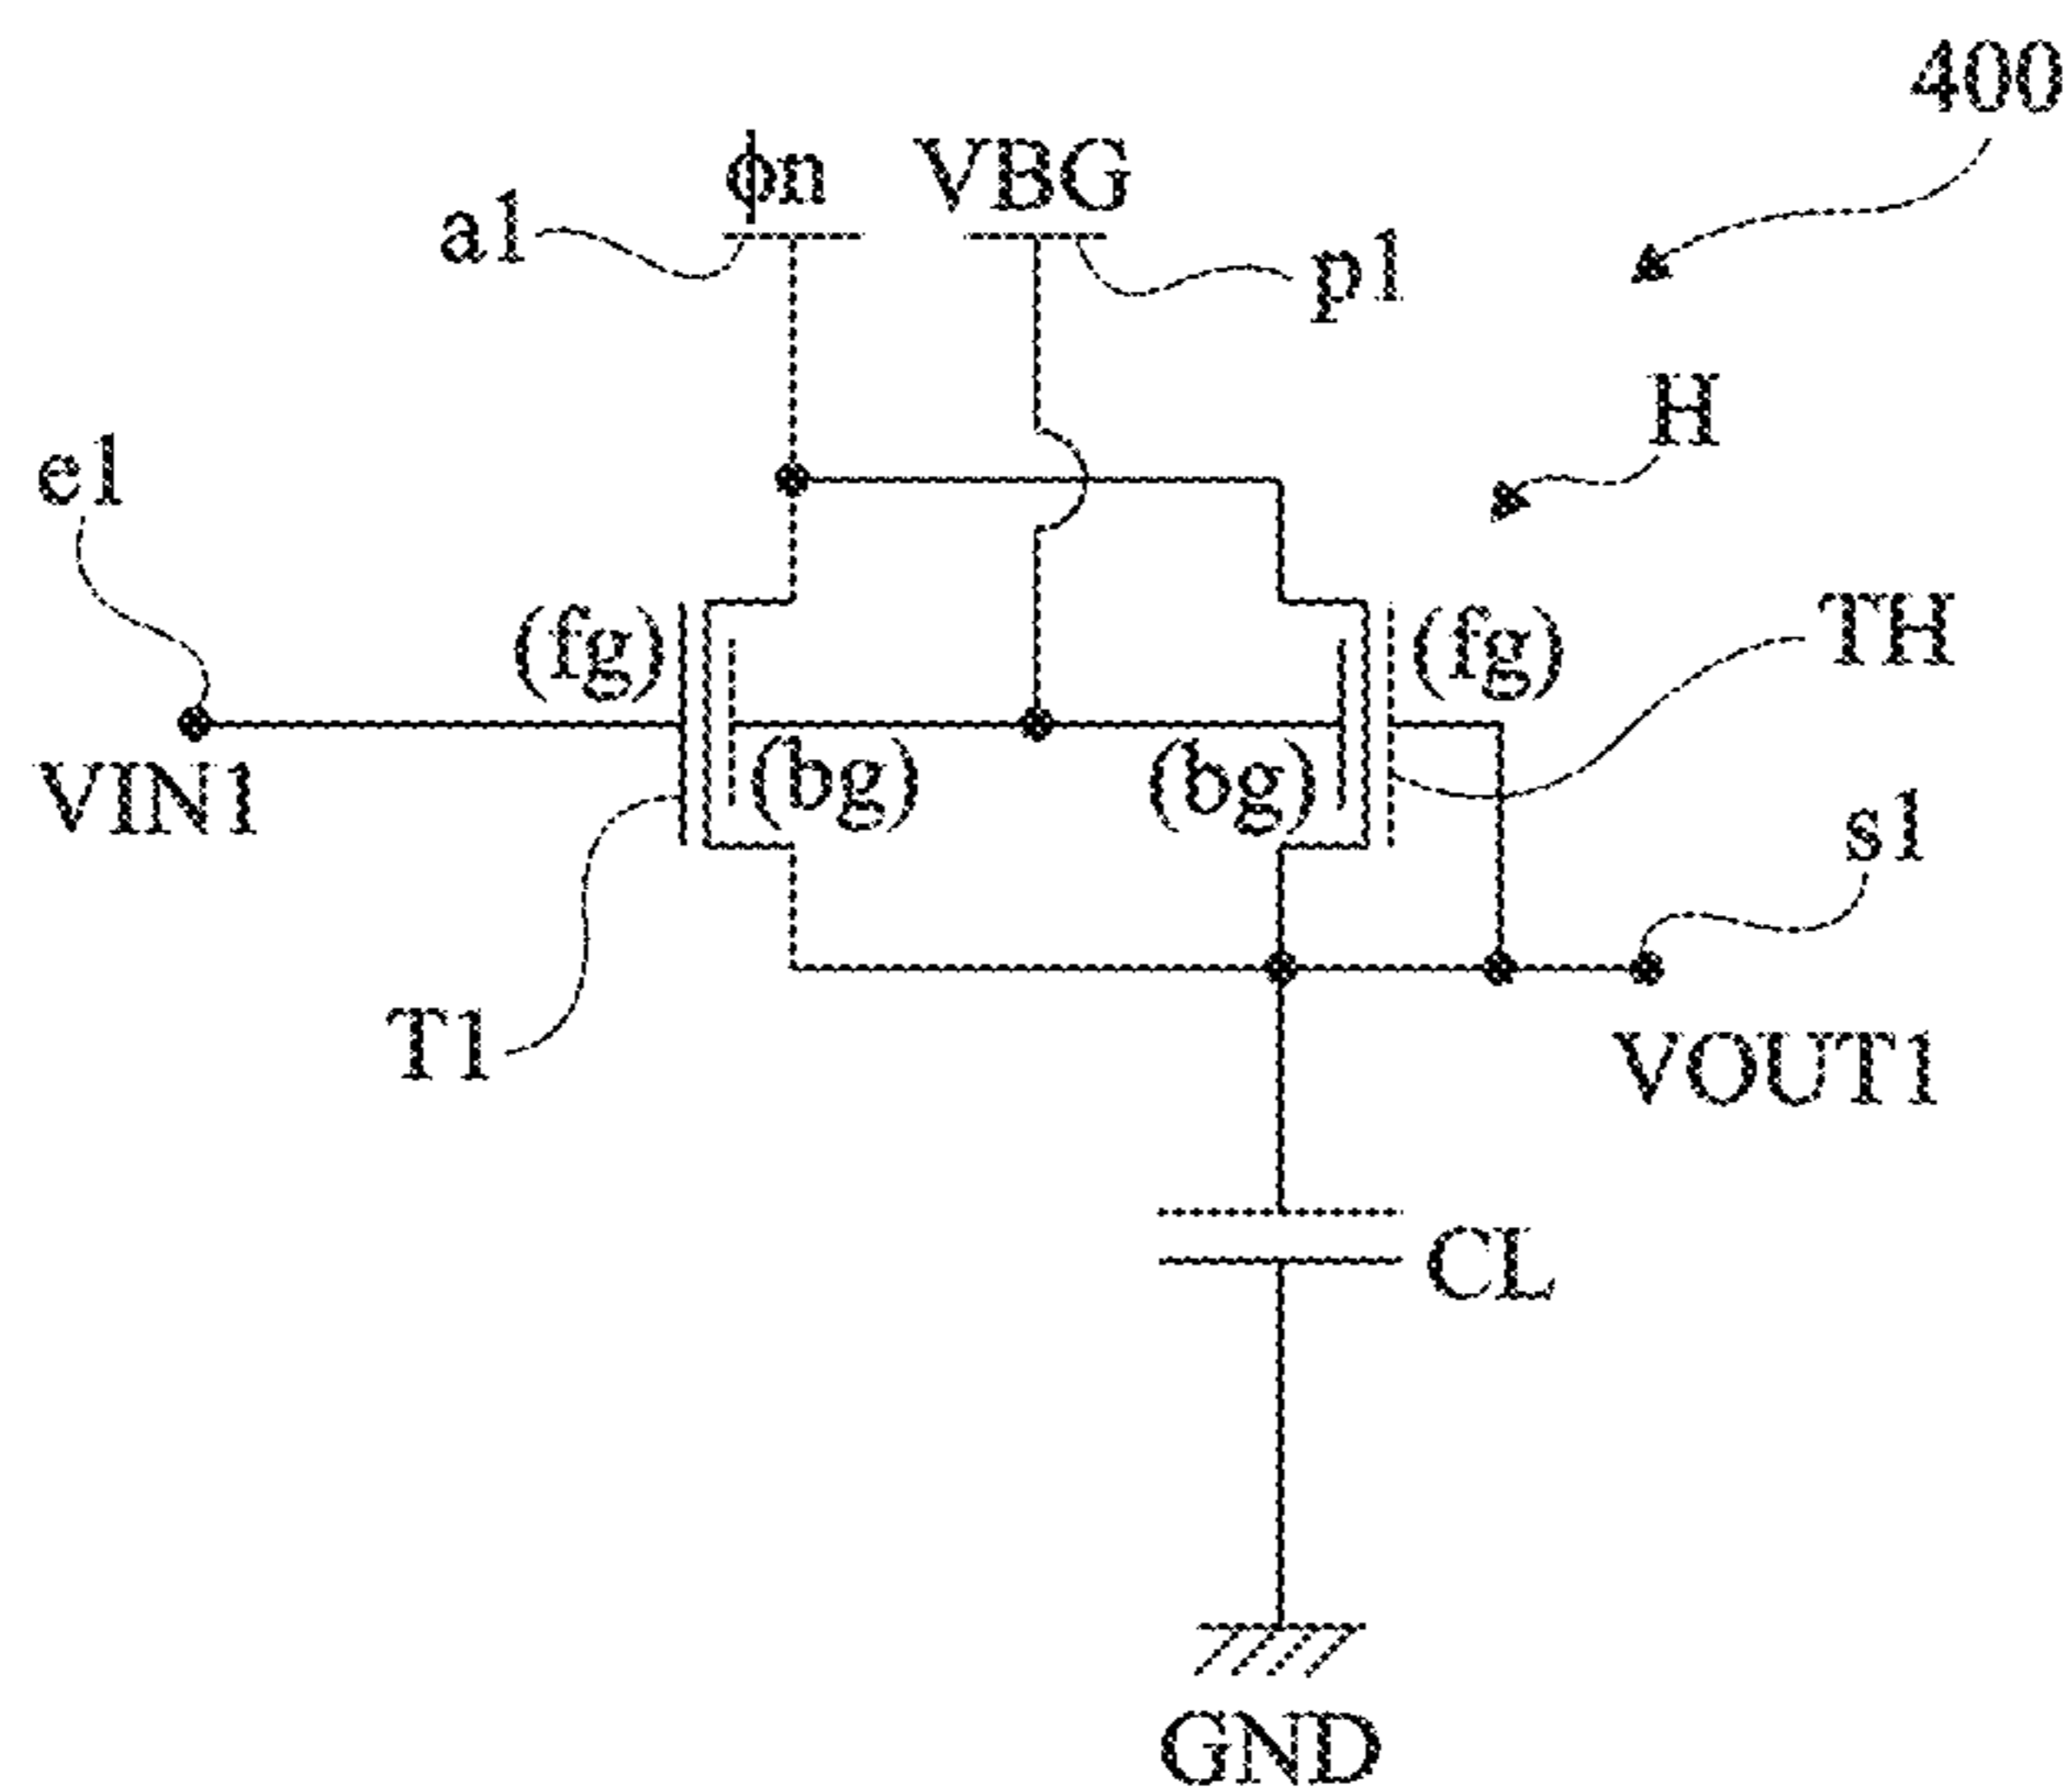 400
ϕn
VBG
a1
p1
H
e1
(fg)
(fg)
TH
VIN1
(bg)
(bg)
s1
T1
VOUT1
CL
GND